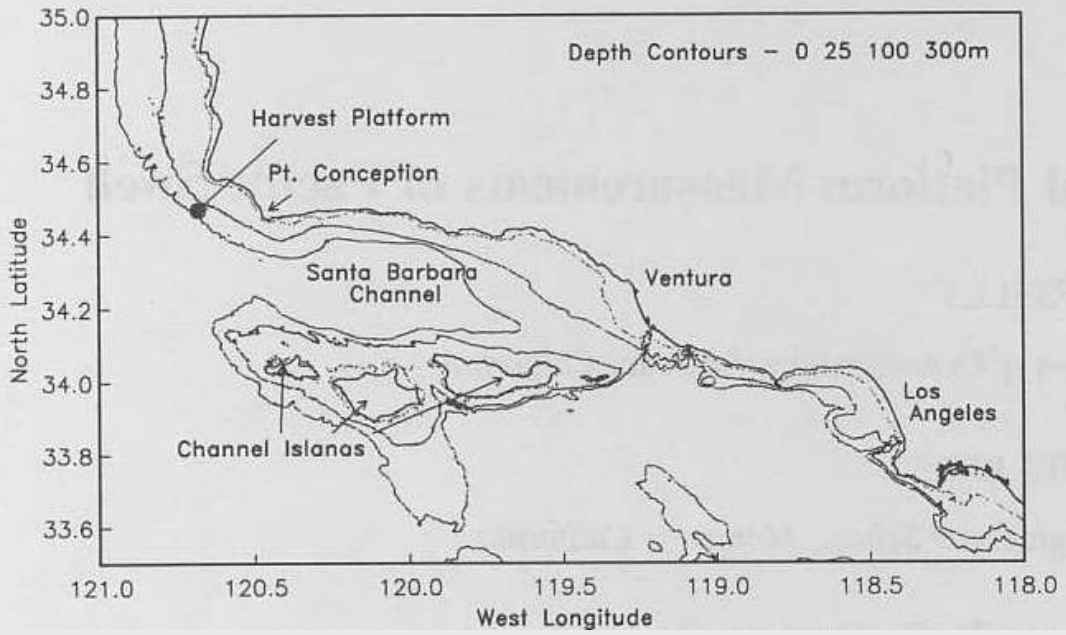 35.0
Depth Contours – 0 25 100 300m
34.8
Harvest Platform
34.6
Pt. Conception
34.4
Santa Barbara
Channel
Ventura
34.2
North Latitude
34.0
Los
Angeles
Channel Islanas
33.8
33.6
121.0 120.5 120.0 119.5 119.0 118.5 118.0
West Longitude